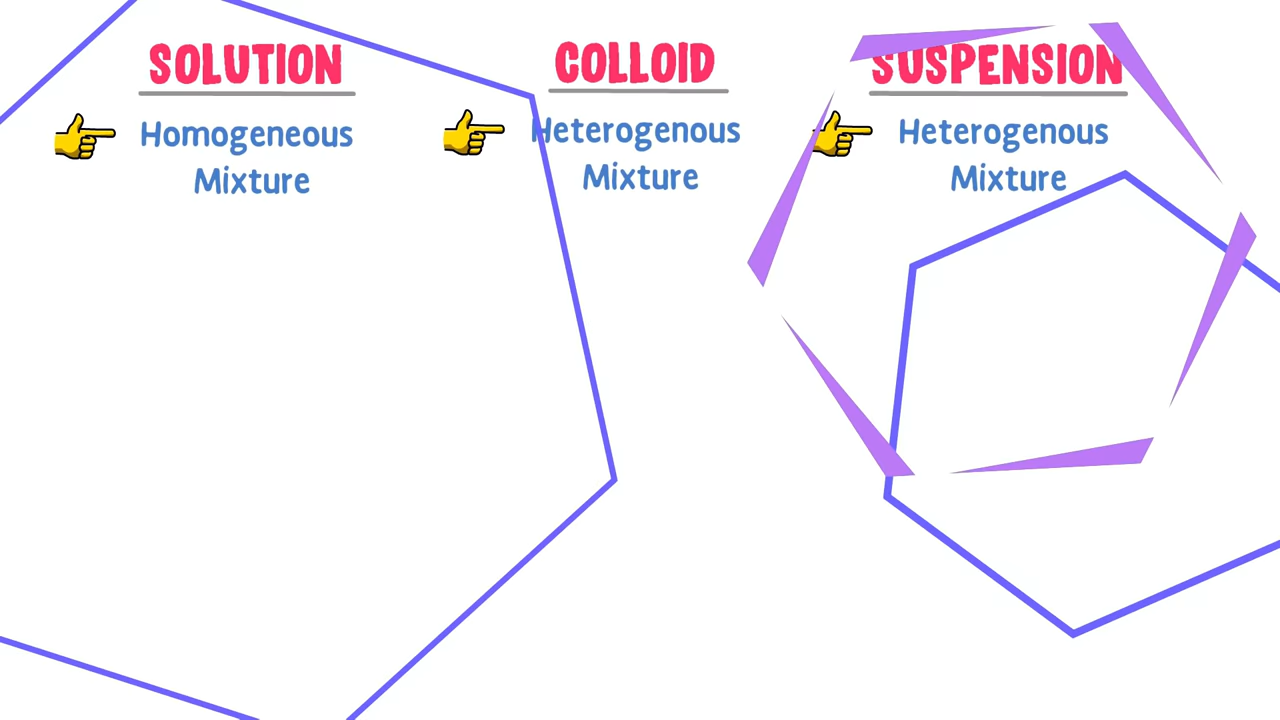 SOLUTION
Homogeneous
Mixture
COLLOID
Heterogenous
Mixture
SUSPENSION
Heterogenous
Mixture